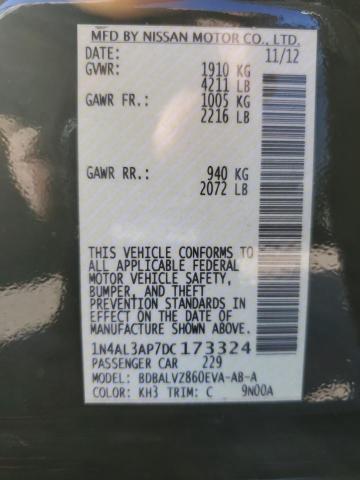 MFD BY NISSAN MOTOR CO., LTD.
DATE: 11/12
GVWR: 1910 KG
4211 LB
GAWR FR.: 1005 KG
2216 LB
GAWR RR.: 940 KG
2072 LB
THIS VEHICLE CONFORMS TO
ALL APPLICABLE FEDERAL
MOTOR VEHICLE SAFETY,
BUMPER, AND THEFT
PREVENTION STANDARDS IN
EFFECT ON THE DATE OF
MANUFACTURE SHOWN ABOVE.
1N4AL3AP7DC173324
PASSENGER CAR 229
MODEL: BDBALVZ860EVA-AB-A
COLOR: KH3 TRIM: C 9N00A